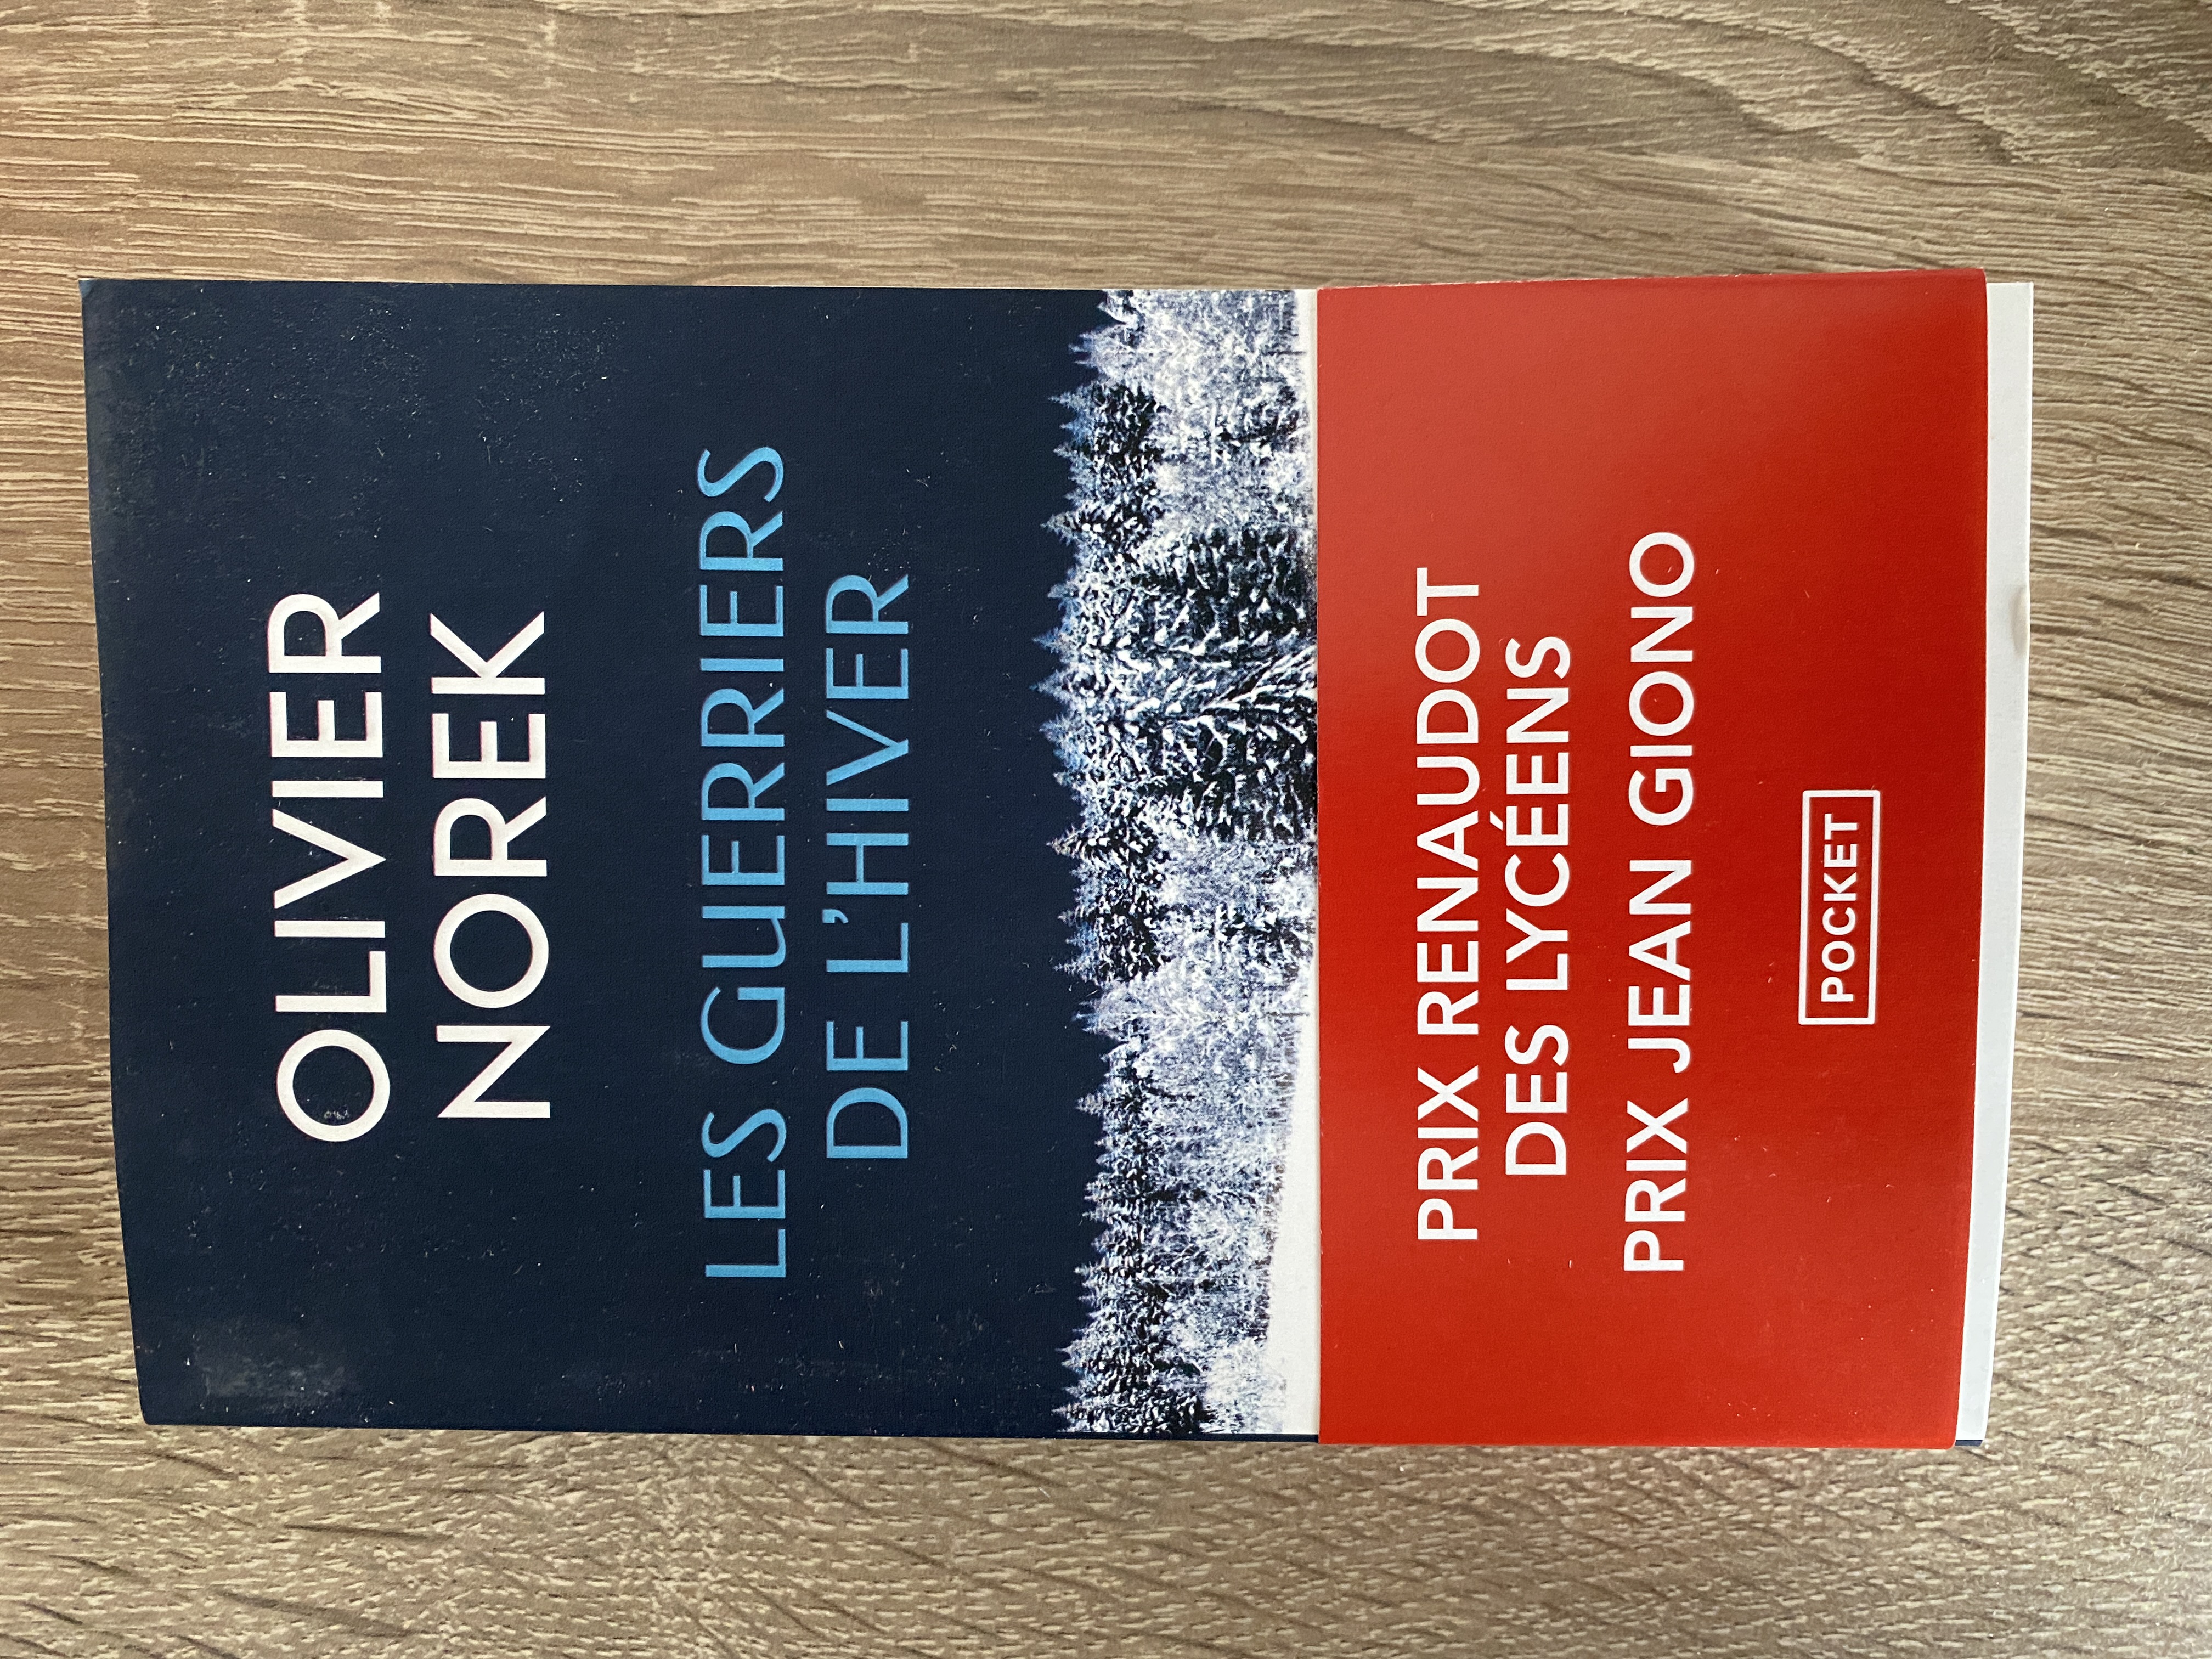 OLIVIER
NOREK
LES GUERRIERS
DE L'HIVER
PRIX RENAUDOT
DES LYCÉENS
PRIX JEAN GIONO
POCKET